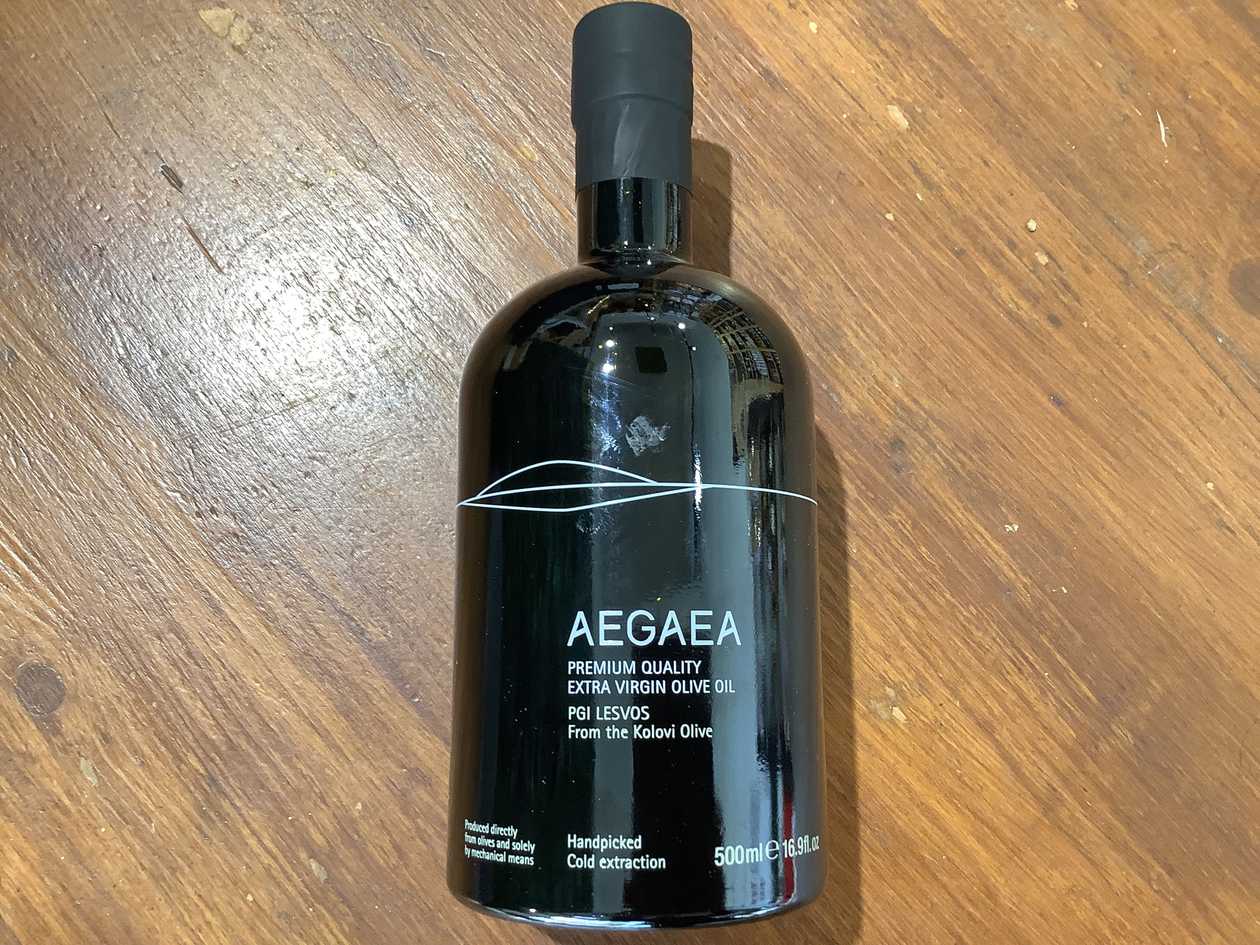 AEGAEA
PREMIUM QUALITY
EXTRA VIRGIN OLIVE OIL
PGI LESVOS
From the Kolovi Olive
Produced directly
from olives and solely
by mechanical means
Handpicked
Cold extraction
500ml ℮ 16.9fl.oz